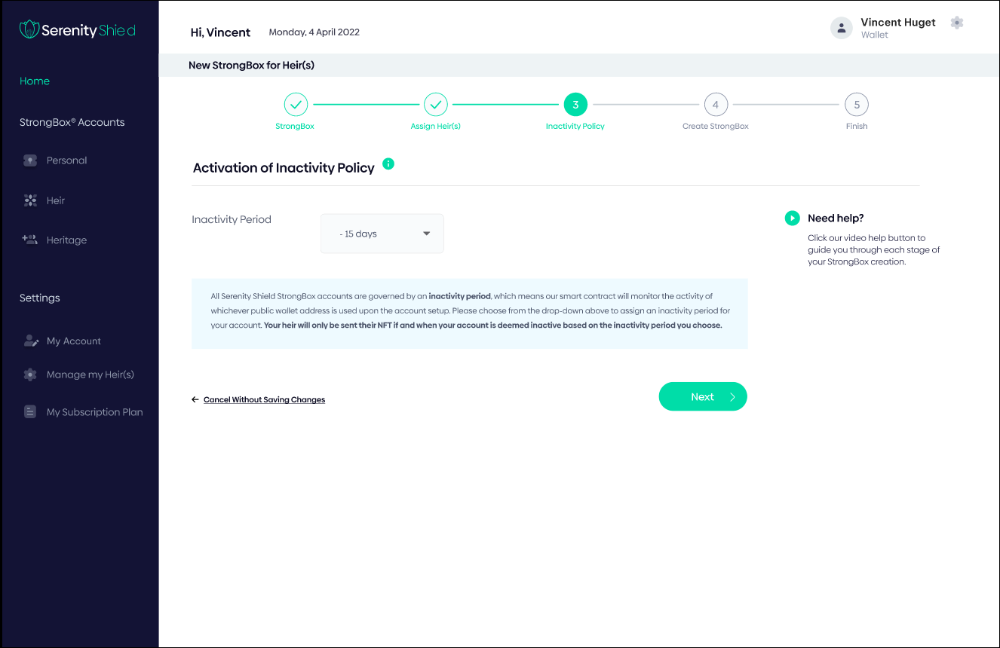 Serenity Shield
Hi, Vincent
Monday, 4 April 2022
Vincent Huget
Wallet
New StrongBox for Heir(s)
Home
StrongBox® Accounts
Personal
Heir
Heritage
Settings
My Account
Manage my Heir(s)
My Subscription Plan
3
4
5
StrongBox
Assign Heir(s)
Inactivity Policy
Create StrongBox
Finish
Activation of Inactivity Policy
Inactivity Period
- 15 days
Need help?
Click our video help button to
guide you through each stage of
your StrongBox creation.
All Serenity Shield StrongBox accounts are governed by an inactivity period, which means our smart contract will monitor the activity of
whichever public wallet address is used upon the account setup. Please choose from the drop-down above to assign an inactivity period for
your account. Your heir will only be sent their NFT if and when your account is deemed inactive based on the inactivity period you choose.
Cancel Without Saving Changes
Next